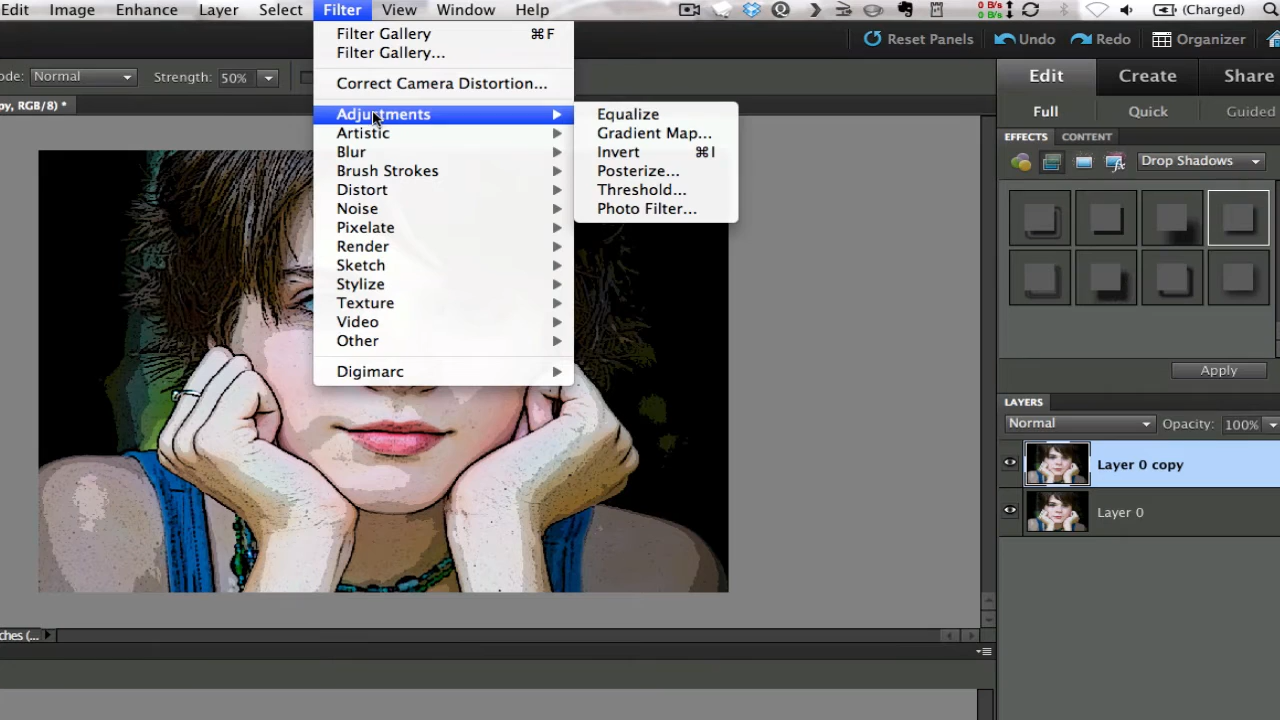 Edit Image Enhance Layer Select Filter View Window Help 0 B/s 0 B/s (Charged)
Reset Panels Undo Redo Organizer
ode: Normal Strength: 50%
py, RGB/8) *
Filter Gallery ⌘F
Filter Gallery...
Correct Camera Distortion...
Adjustments
Artistic
Blur
Brush Strokes
Distort
Noise
Pixelate
Render
Sketch
Stylize
Texture
Video
Other
Digimarc
Equalize
Gradient Map...
Invert ⌘I
Posterize...
Threshold...
Photo Filter...
Edit Create Share
Full Quick Guided
EFFECTS CONTENT
Drop Shadows
Apply
LAYERS
Normal Opacity: 100%
Layer 0 copy
Layer 0
ches (...